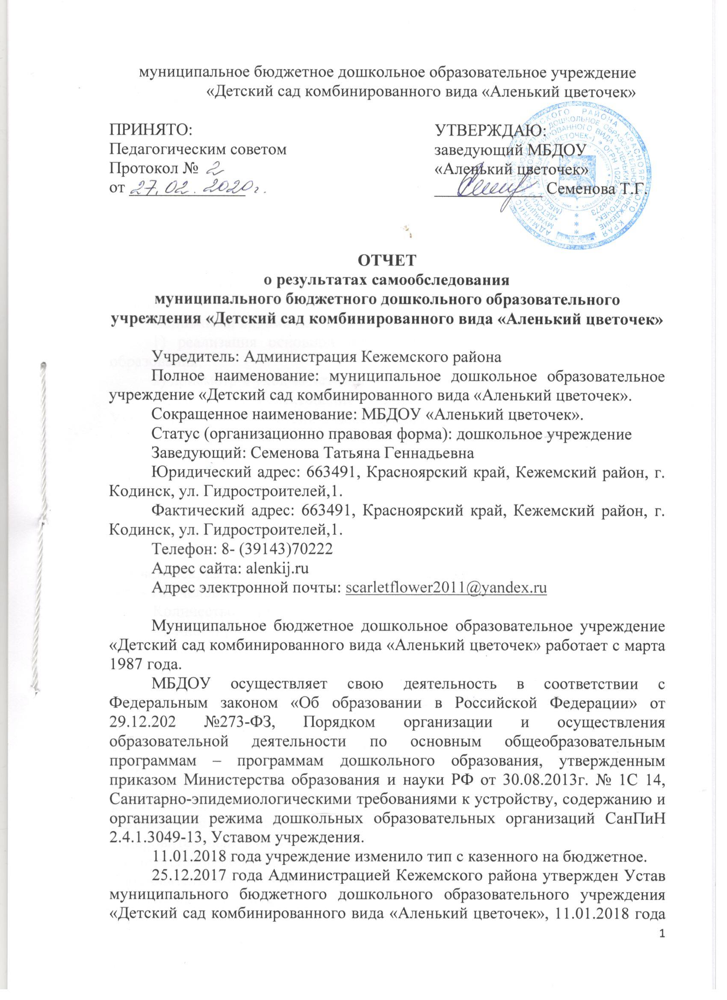 муниципальное бюджетное дошкольное образовательное учреждение
«Детский сад комбинированного вида «Аленький цветочек»
ПРИНЯТО:
Педагогическим советом
Протокол № 2
от 27.02.2020г.
УТВЕРЖДАЮ:
заведующий МБДОУ
«Аленький цветочек»
Семенова Т.Г.
ОТЧЕТ
о результатах самообследования
муниципального бюджетного дошкольного образовательного
учреждения «Детский сад комбинированного вида «Аленький цветочек»
Учредитель: Администрация Кежемского района
Полное наименование: муниципальное дошкольное образовательное
учреждение «Детский сад комбинированного вида «Аленький цветочек».
Сокращенное наименование: МБДОУ «Аленький цветочек».
Статус (организационно правовая форма): дошкольное учреждение
Заведующий: Семенова Татьяна Геннадьевна
Юридический адрес: 663491, Красноярский край, Кежемский район, г.
Кодинск, ул. Гидростроителей,1.
Фактический адрес: 663491, Красноярский край, Кежемский район, г.
Кодинск, ул. Гидростроителей,1.
Телефон: 8- (39143)70222
Адрес сайта: alenkij.ru
Адрес электронной почты: scarletflower2011@yandex.ru
Муниципальное бюджетное дошкольное образовательное учреждение
«Детский сад комбинированного вида «Аленький цветочек» работает с марта
1987 года.
МБДОУ осуществляет свою деятельность в соответствии с
Федеральным законом «Об образовании в Российской Федерации» от
29.12.202 №273-ФЗ, Порядком организации и осуществления
образовательной деятельности по основным общеобразовательным
программам – программам дошкольного образования, утвержденным
приказом Министерства образования и науки РФ от 30.08.2013г. № 1С 14,
Санитарно-эпидемиологическими требованиями к устройству, содержанию и
организации режима дошкольных образовательных организаций СанПиН
2.4.1.3049-13, Уставом учреждения.
11.01.2018 года учреждение изменило тип с казенного на бюджетное.
25.12.2017 года Администрацией Кежемского района утвержден Устав
муниципального бюджетного дошкольного образовательного учреждения
«Детский сад комбинированного вида «Аленький цветочек», 11.01.2018 года
1